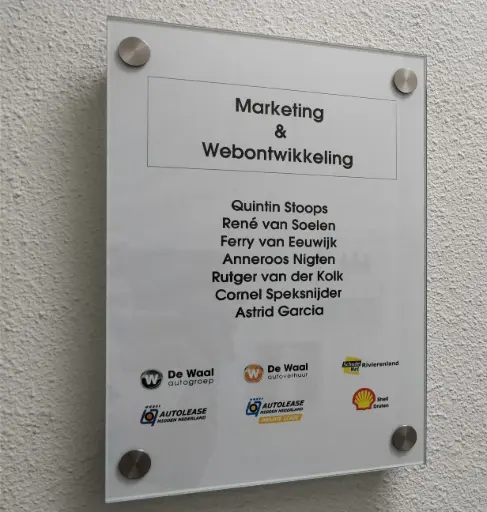 Marketing
&
Webontwikkeling
Quintin Stoops
René van Soelen
Ferry van Eeuwijk
Anneroos Nigten
Rutger van der Kolk
Cornel Speksnijder
Astrid Garcia
W De Waal
autogroep
W De Waal
autoverhuur
Rivierenland
AUTOLEASE
MIDDEN NEDERLAND
AUTOLEASE
MIDDEN NEDERLAND
Shell
Druten